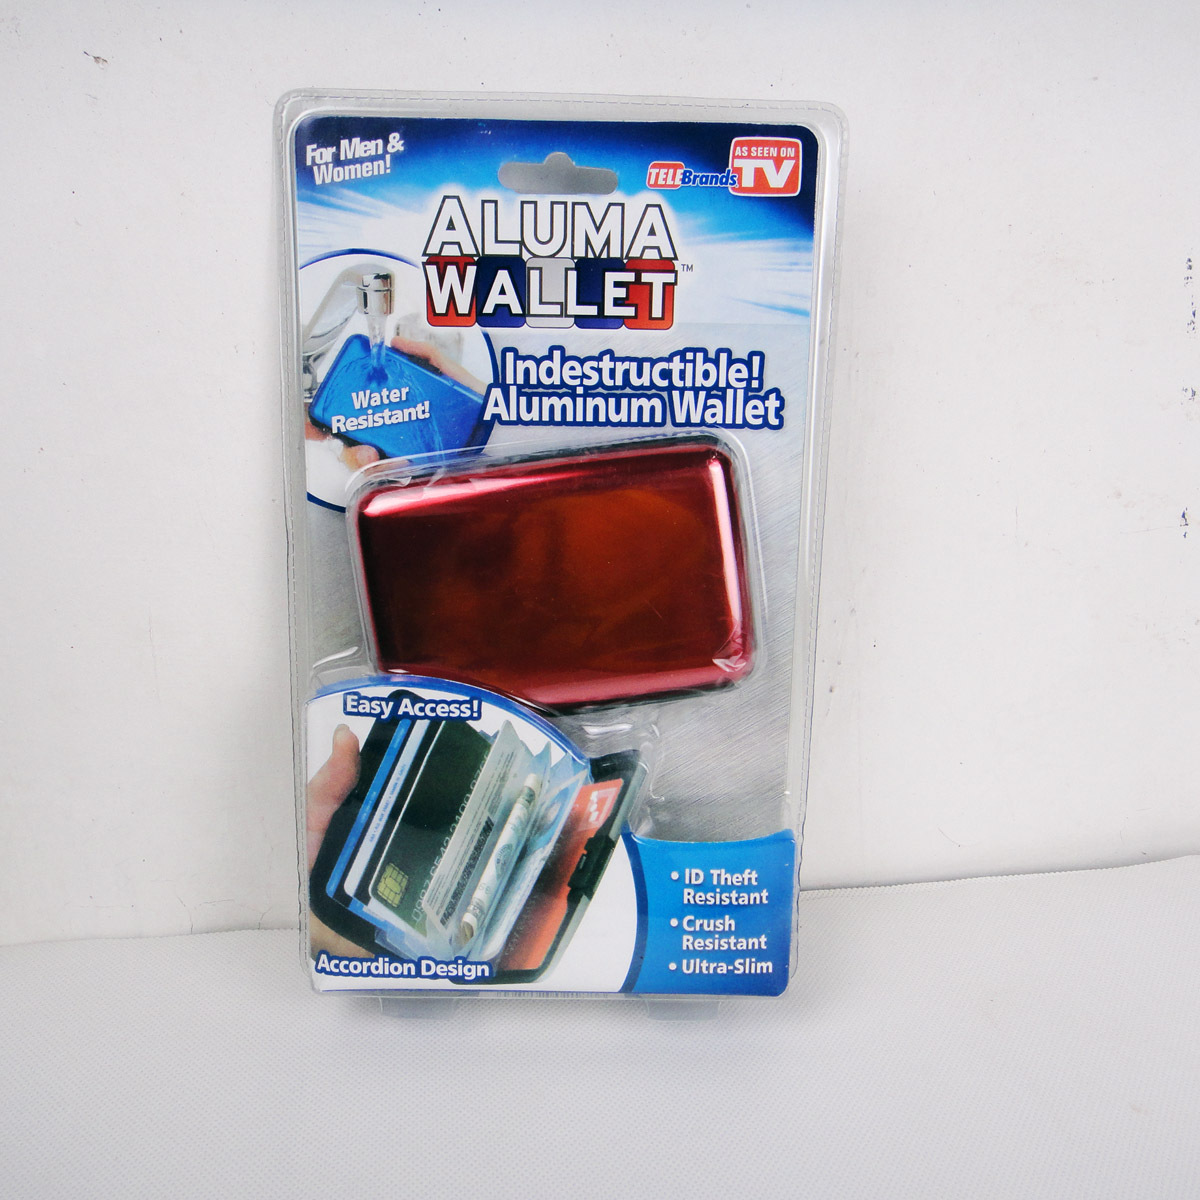 For Men &
Women!
TELEBrands
AS SEEN ON
TV
ALUMA
WALLET™
Indestructible!
Aluminum Wallet
Water
Resistant!
Easy Access!
Accordion Design
• ID Theft
Resistant
• Crush
Resistant
• Ultra-Slim